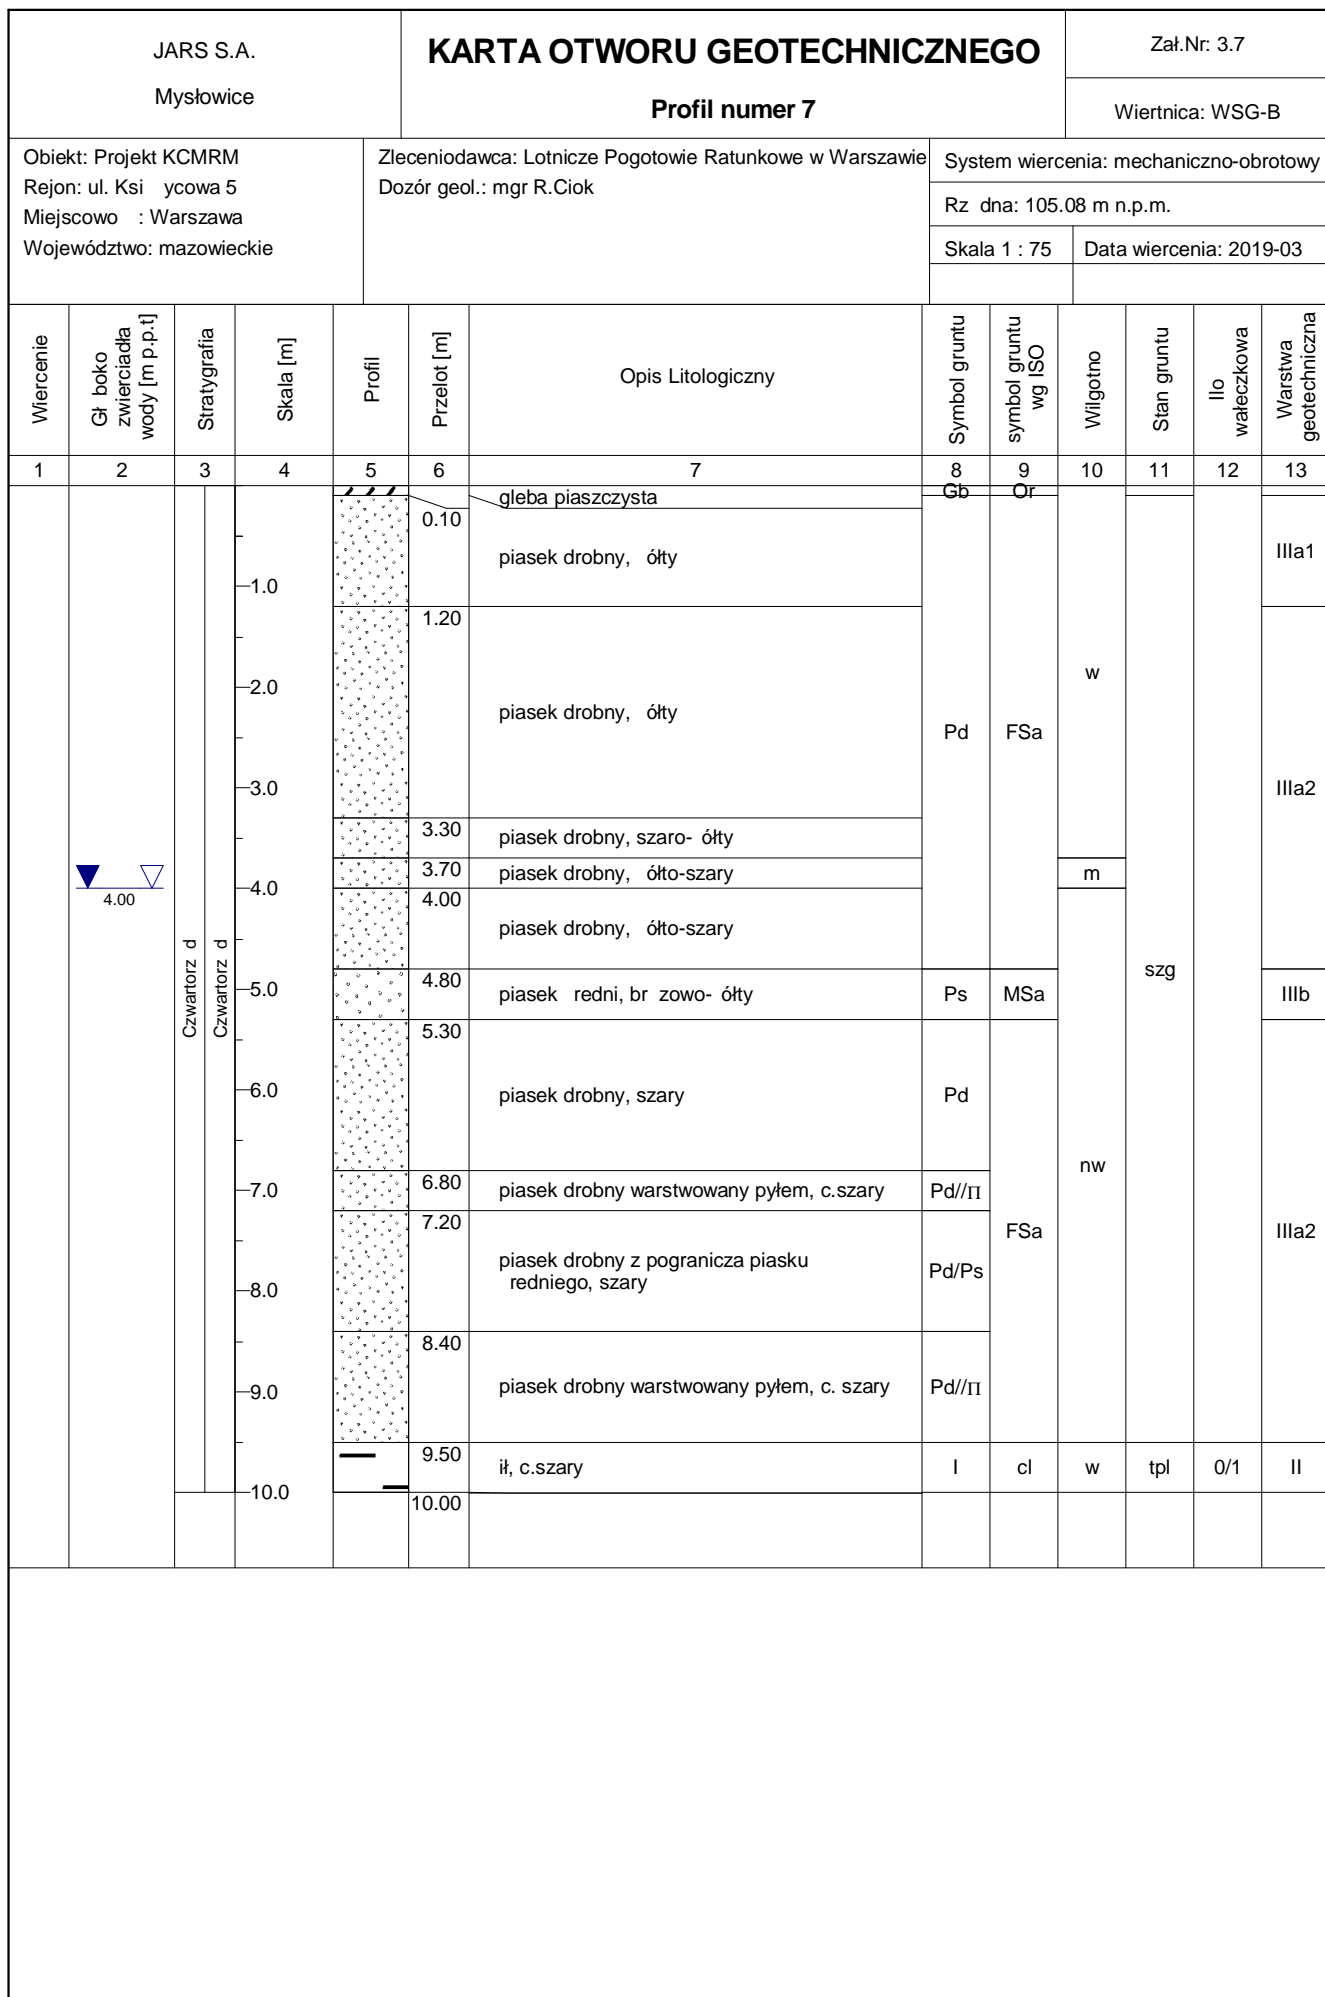 JARS S.A.
Mysłowice
KARTA OTWORU GEOTECHNICZNEGO
Profil numer 7
Zał.Nr: 3.7
Wiertnica: WSG-B
Obiekt: Projekt KCMRM
Rejon: ul. Ksi ycowa 5
Miejscowo : Warszawa
Województwo: mazowieckie
Zleceniodawca: Lotnicze Pogotowie Ratunkowe w Warszawie
Dozór geol.: mgr R.Ciok
System wiercenia: mechaniczno-obrotowy
Rz dna: 105.08 m n.p.m.
Skala 1 : 75
Data wiercenia: 2019-03
Wiercenie
Gł boko
zwierciadła
wody [m p.p.t]
Stratygrafia
Skala [m]
Profil
Przelot [m]
Opis Litologiczny
Symbol gruntu
symbol gruntu
wg ISO
Wilgotno
Stan gruntu
Ilo
wałeczkowa
Warstwa
geotechniczna
1 2 3 4 5 6 7 8 9 10 11 12 13
gleba piaszczysta Gb Or
0.10
piasek drobny, ółty
IIIa1
1.0
1.20
w
2.0
piasek drobny, ółty
Pd FSa
3.0
IIIa2
3.30
piasek drobny, szaro- ółty
3.70
piasek drobny, ółto-szary
m
4.0
4.00
4.00
piasek drobny, ółto-szary
Czwartorz d
Czwartorz d
szg
4.80
5.0
piasek redni, br zowo- ółty
Ps MSa IIIb
5.30
6.0
piasek drobny, szary
Pd
nw
6.80
7.0
piasek drobny warstwowany pyłem, c.szary
Pd//Π
7.20
FSa IIIa2
piasek drobny z pogranicza piasku
redniego, szary
Pd/Ps
8.0
8.40
9.0
piasek drobny warstwowany pyłem, c. szary
Pd//Π
9.50
ił, c.szary
I cl w tpl 0/1 II
10.0
10.00